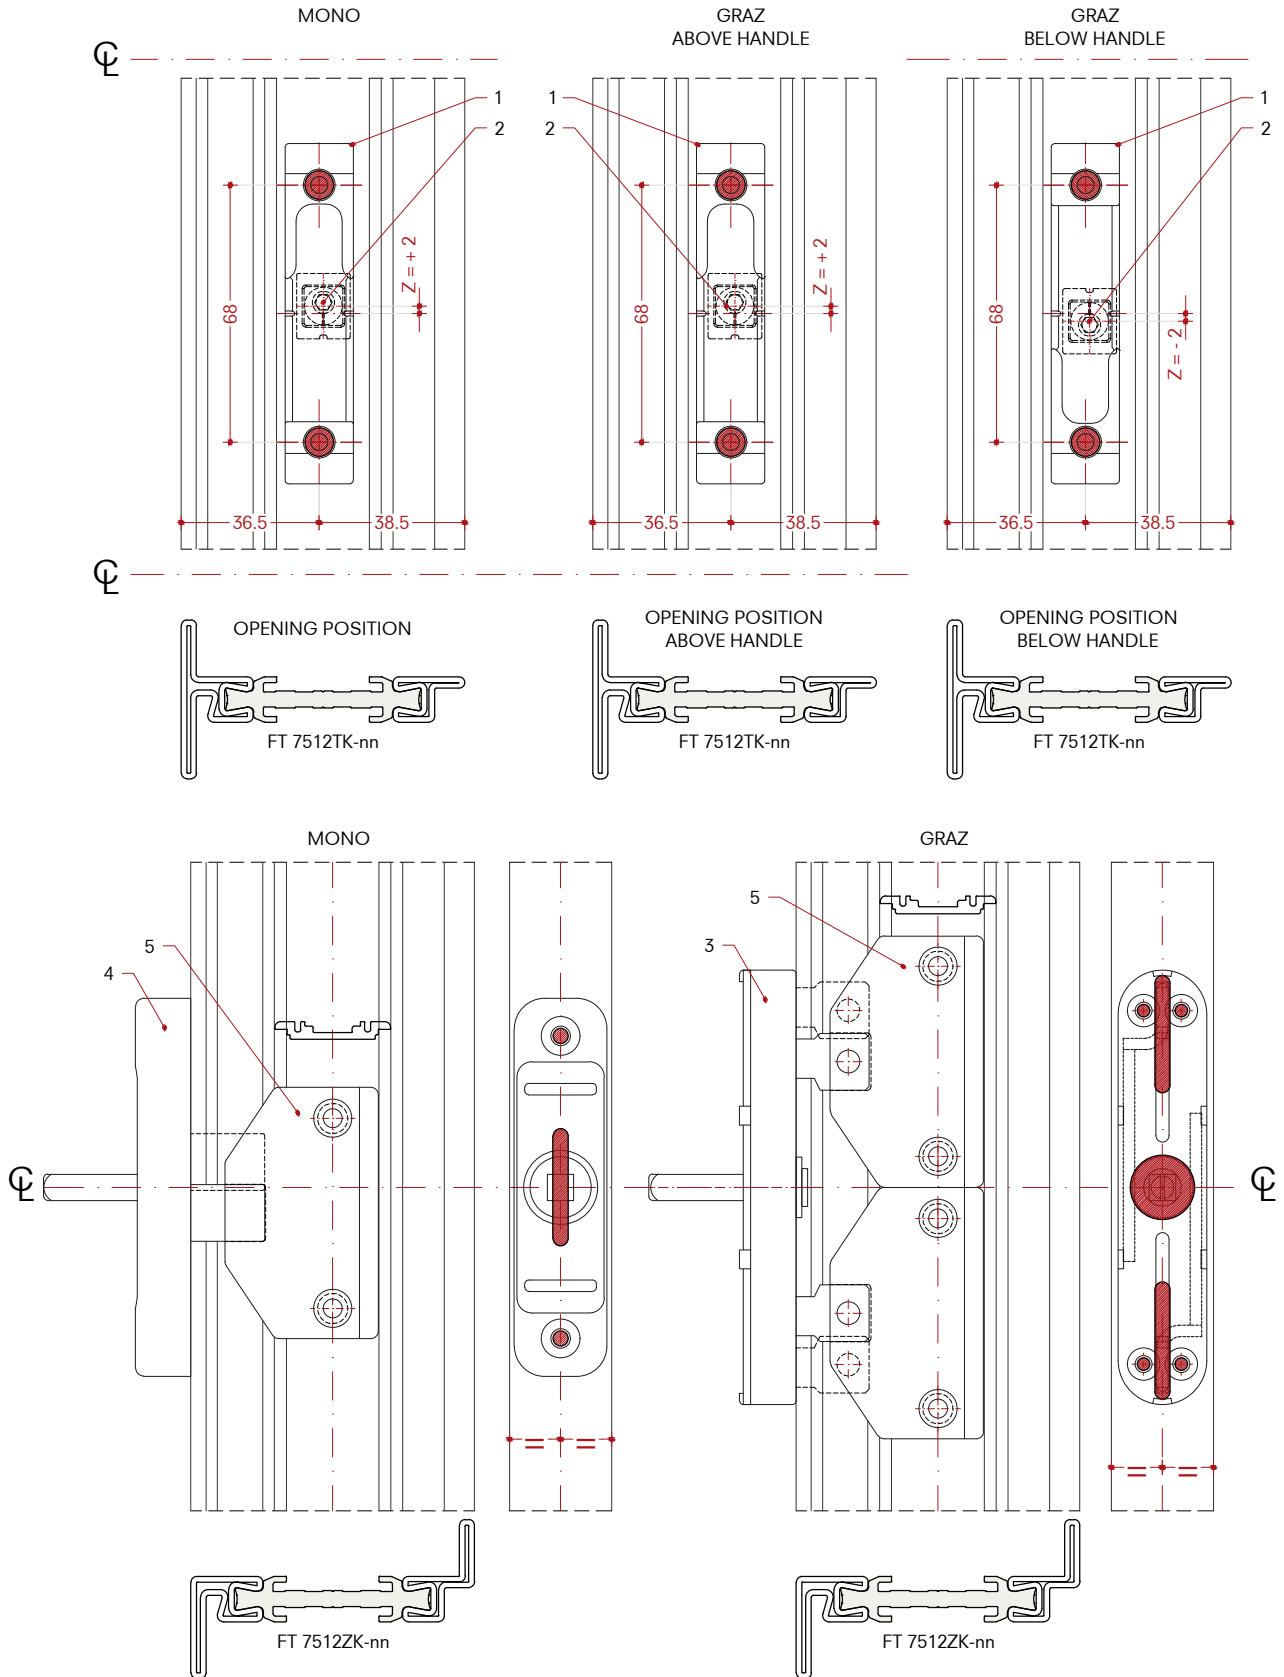 MONO
GRAZ
ABOVE HANDLE
GRAZ
BELOW HANDLE
℄
1
2
1
2
1
2
68
Z = + 2
68
Z = + 2
68
Z = - 2
36.5
38.5
36.5
38.5
36.5
38.5
℄
OPENING POSITION
OPENING POSITION
ABOVE HANDLE
OPENING POSITION
BELOW HANDLE
FT 7512TK-nn
FT 7512TK-nn
FT 7512TK-nn
MONO
GRAZ
5
4
5
3
℄
℄
=
=
=
=
FT 7512ZK-nn
FT 7512ZK-nn